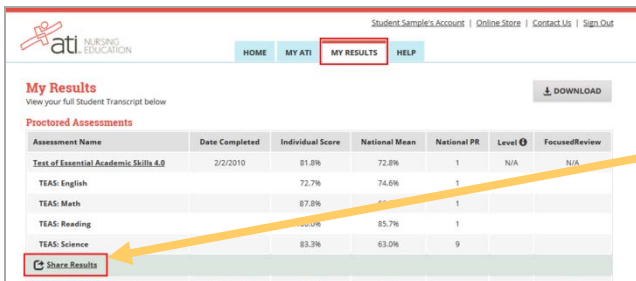 Student Sample's Account | Online Store | Contact Us | Sign Out
ati NURSING EDUCATION
HOME MY ATI MY RESULTS HELP
My Results
DOWNLOAD
View your full Student Transcript below
Proctored Assessments
Assessment Name Date Completed Individual Score National Mean National PR Level FocusedReview
Test of Essential Academic Skills 4.0 2/2/2010 81.8% 72.8% 1 N/A N/A
TEAS: English 72.7% 74.6% 1
TEAS: Math 87.8% 1
TEAS: Reading 85.7% 1
TEAS: Science 83.3% 63.0% 9
Share Results